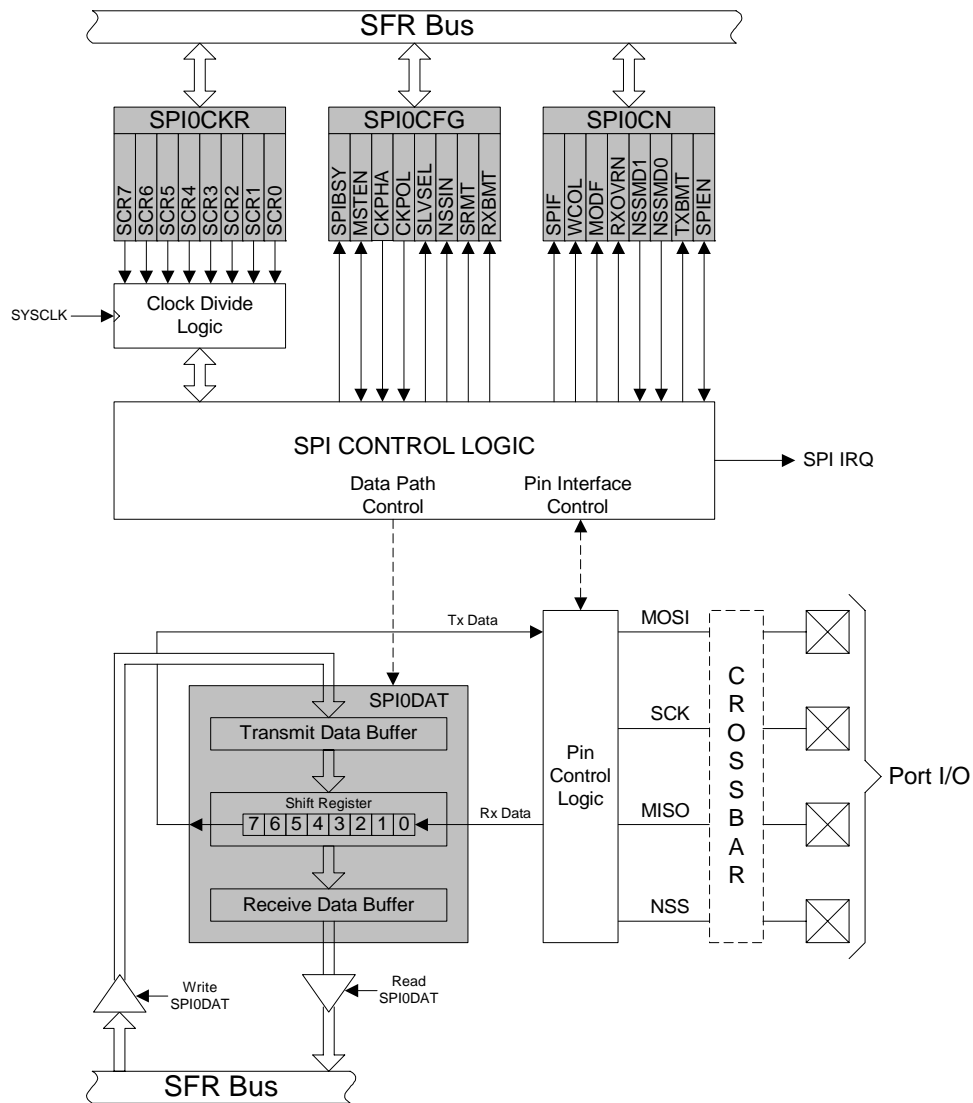 SFR Bus
SPI0CKR
SCR7
SCR6
SCR5
SCR4
SCR3
SCR2
SCR1
SCR0
SPI0CFG
SPIBSY
MSTEN
CKPHA
CKPOL
SLVSEL
NSSIN
SRMT
RXBMT
SPI0CN
SPIF
WCOL
MODF
RXOVRN
NSSMD1
NSSMD0
TXBMT
SPIEN
SYSCLK
Clock Divide
Logic
SPI CONTROL LOGIC
SPI IRQ
Data Path
Control
Pin Interface
Control
Tx Data
SPI0DAT
Transmit Data Buffer
Shift Register
7 6 5 4 3 2 1 0
Rx Data
Receive Data Buffer
Pin
Control
Logic
MOSI
SCK
MISO
NSS
CROSSBAR
Port I/O
Write
SPI0DAT
Read
SPI0DAT
SFR Bus